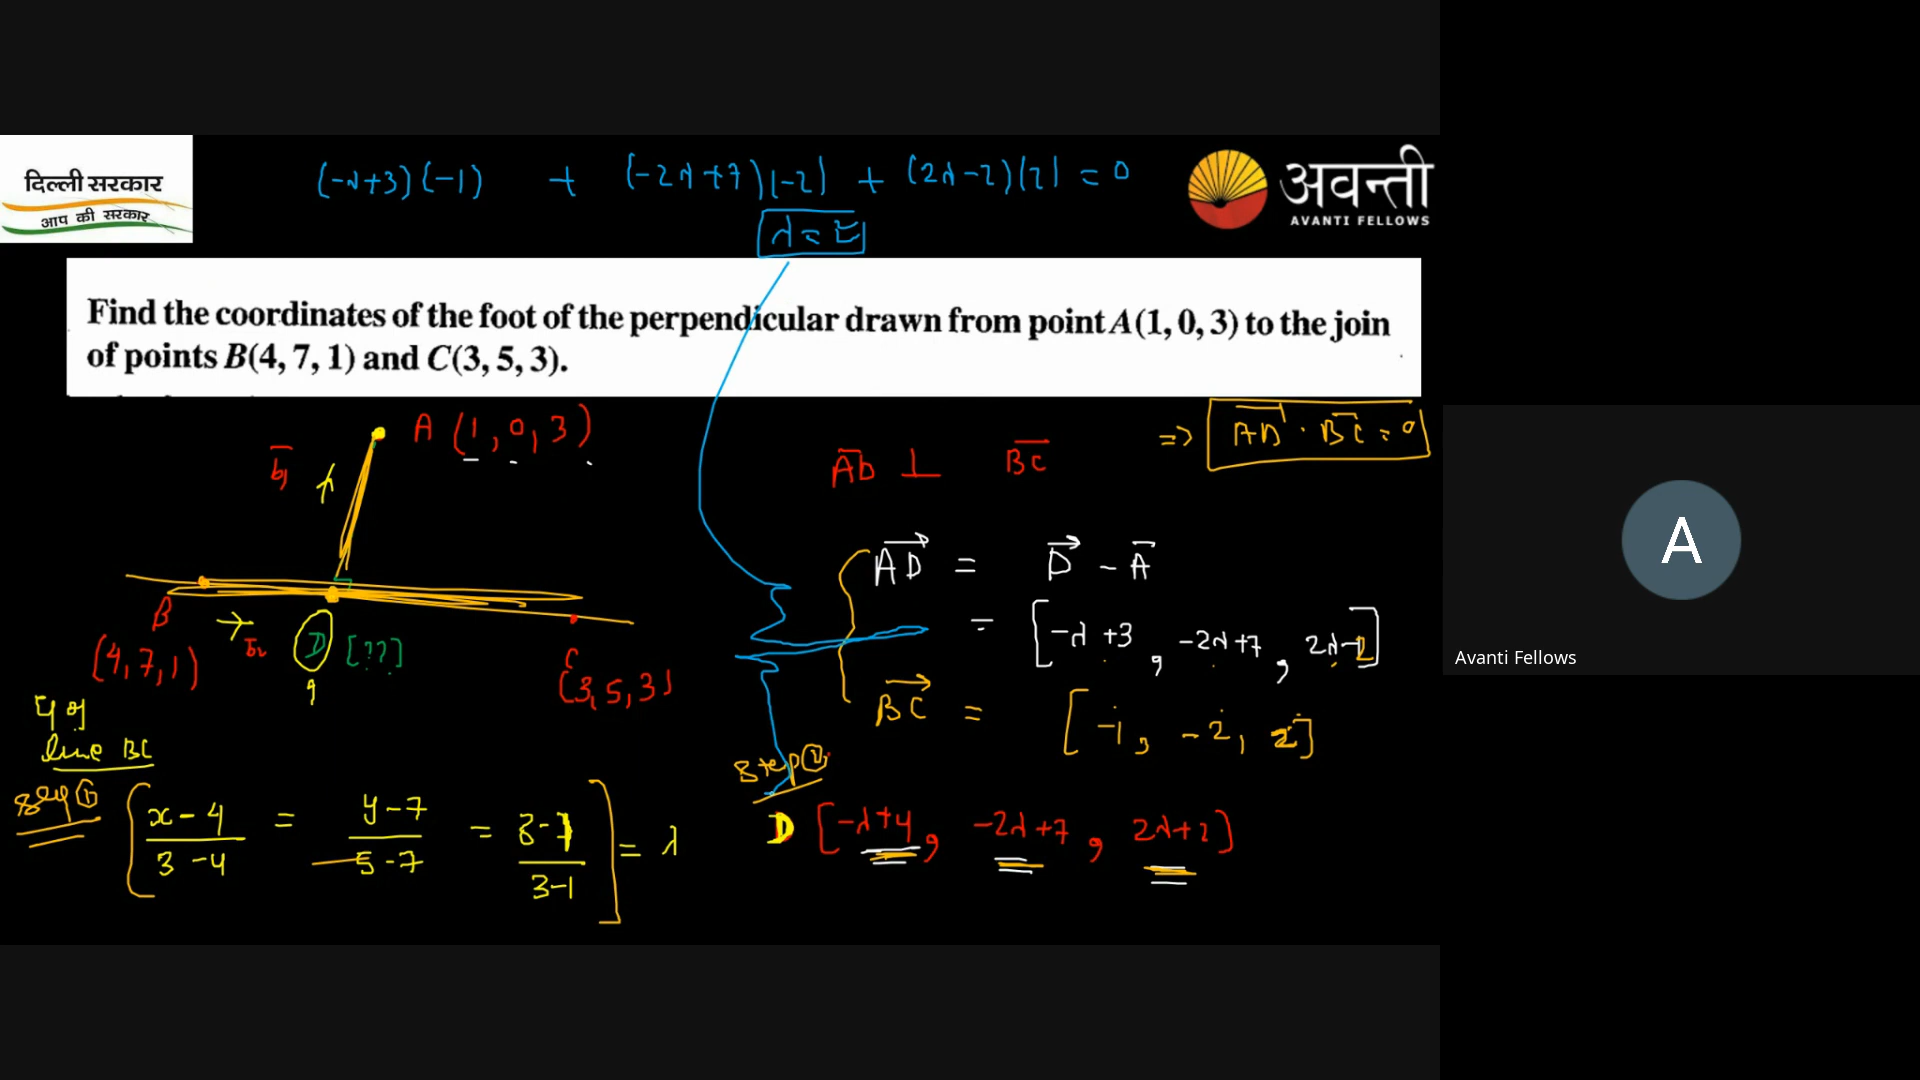 दिल्ली सरकार
आप की सरकार
(-λ+3)(-1) + (-2λ+7)(-2) + (2λ-2)(2) = 0
अवन्ती
AVANTI FELLOWS
Find the coordinates of the foot of the perpendicular drawn from point A(1, 0, 3) to the join
of points B(4, 7, 1) and C(3, 5, 3).
A (1, 0, 3)
AD ⊥ BC
=> AD · BC = 0
AD = D - A
= [-λ+3, -2λ+7, 2λ-2]
B
(4, 7, 1)
D [??]
C
(3, 5, 3)
BC = [-1, -2, 2]
line BC
x-4/3-4 = y-7/5-7 = 3-1/3-1 = λ
Step
D [-λ+4, -2λ+7, 2λ+2]
A
Avanti Fellows